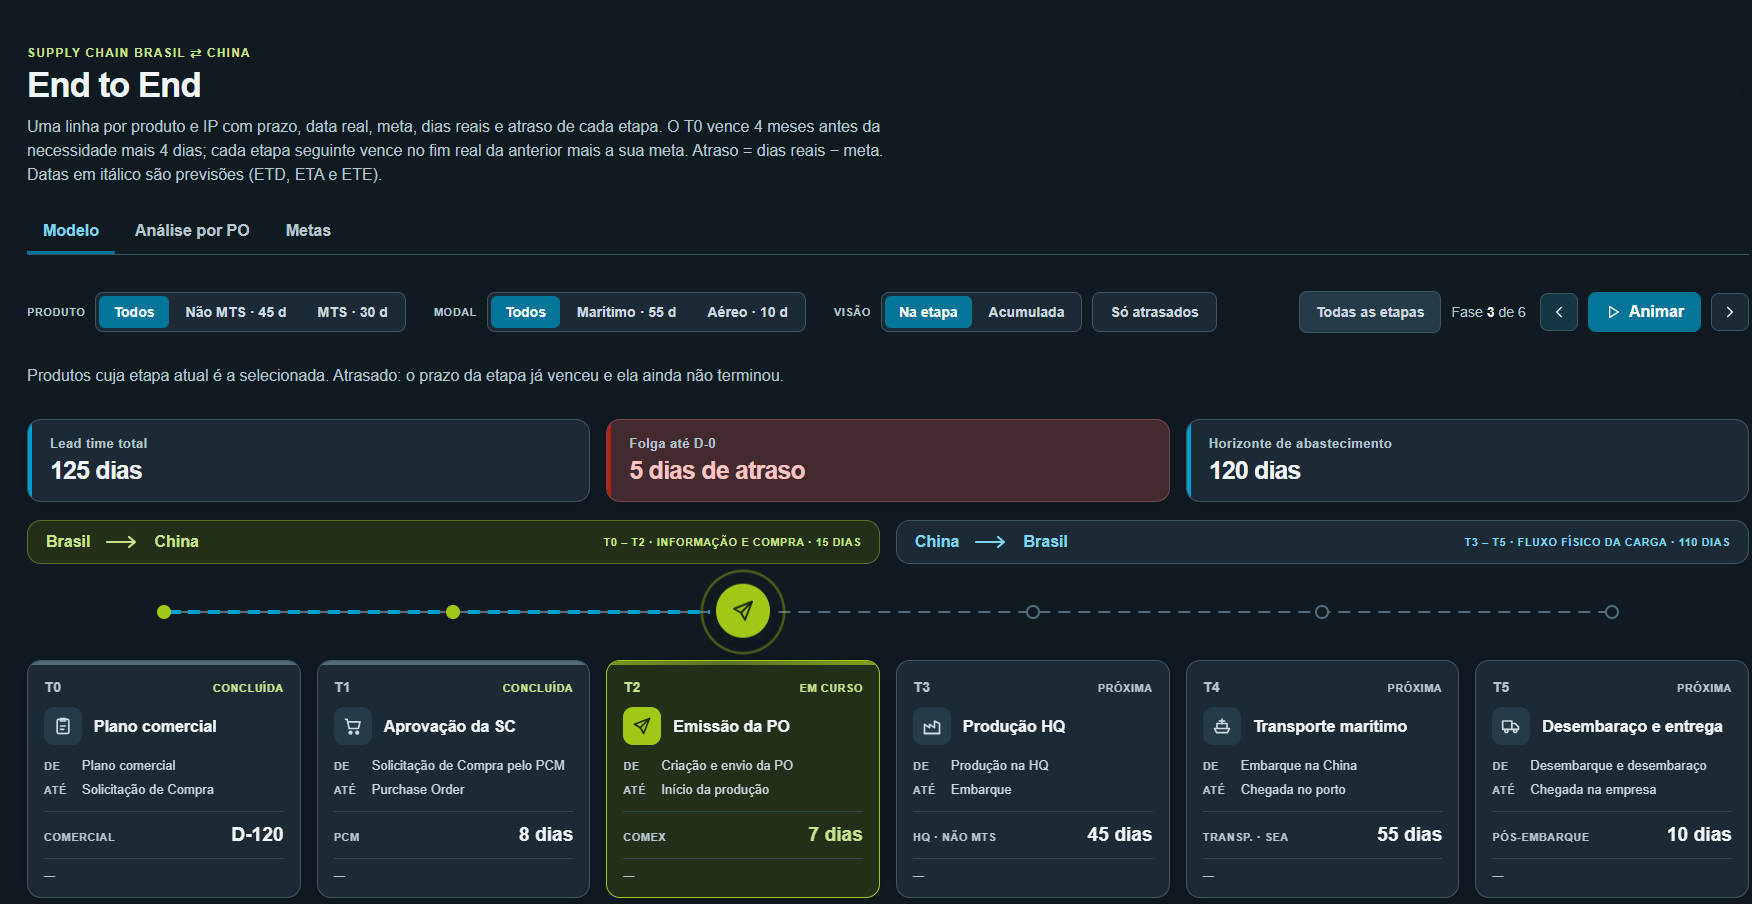 SUPPLY CHAIN BRASIL ⇄ CHINA
End to End
Uma linha por produto e IP com prazo, data real, meta, dias reais e atraso de cada etapa. O T0 vence 4 meses antes da
necessidade mais 4 dias; cada etapa seguinte vence no fim real da anterior mais a sua meta. Atraso = dias reais − meta.
Datas em itálico são previsões (ETD, ETA e ETE).
Modelo Análise por PO Metas
PRODUTO Todos Não MTS · 45 d MTS · 30 d MODAL Todos Marítimo · 55 d Aéreo · 10 d VISÃO Na etapa Acumulada Só atrasados Todas as etapas Fase 3 de 6 Animar
Produtos cuja etapa atual é a selecionada. Atrasado: o prazo da etapa já venceu e ela ainda não terminou.
Lead time total
125 dias
Folga até D-0
5 dias de atraso
Horizonte de abastecimento
120 dias
Brasil → China T0 – T2 · INFORMAÇÃO E COMPRA · 15 DIAS
China → Brasil T3 – T5 · FLUXO FÍSICO DA CARGA · 110 DIAS
T0 CONCLUÍDA
Plano comercial
DE Plano comercial
ATÉ Solicitação de Compra
COMERCIAL D-120
—
T1 CONCLUÍDA
Aprovação da SC
DE Solicitação de Compra pelo PCM
ATÉ Purchase Order
PCM 8 dias
—
T2 EM CURSO
Emissão da PO
DE Criação e envio da PO
ATÉ Início da produção
COMEX 7 dias
—
T3 PRÓXIMA
Produção HQ
DE Produção na HQ
ATÉ Embarque
HQ · NÃO MTS 45 dias
—
T4 PRÓXIMA
Transporte marítimo
DE Embarque na China
ATÉ Chegada no porto
TRANSP. · SEA 55 dias
—
T5 PRÓXIMA
Desembaraço e entrega
DE Desembarque e desembaraço
ATÉ Chegada na empresa
PÓS-EMBARQUE 10 dias
—